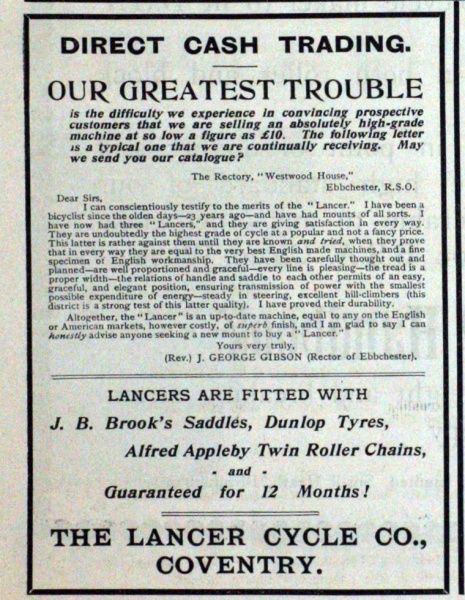 DIRECT CASH TRADING.
OUR GREATEST TROUBLE
is the difficulty we experience in convincing prospective
customers that we are selling an absolutely high-grade
machine at so low a figure as £10. The following letter
is a typical one that we are continually receiving. May
we send you our catalogue?
The Rectory, "Westwood House,"
Ebbchester, R.S.O.
Dear Sirs,
I can conscientiously testify to the merits of the "Lancer." I have been a
bicyclist since the olden days—23 years ago—and have had mounts of all sorts. I
have now had three "Lancers," and they are giving satisfaction in every way.
They are undoubtedly the highest grade of cycle at a popular and not a fancy price.
This latter is rather against them until they are known and tried, when they prove
that in every way they are equal to the very best English made machines, and a fine
specimen of English workmanship. They have been carefully thought out and
planned—are well proportioned and graceful—every line is pleasing—the tread is a
proper width—the relations of handle and saddle to each other permits of an easy,
graceful, and elegant position, ensuring transmission of power with the smallest
possible expenditure of energy—steady in steering, excellent hill-climbers (this
district is a strong test of this latter quality). I have proved their durability.
Altogether, the "Lancer" is an up-to-date machine, equal to any on the English
or American markets, however costly, of superb finish, and I am glad to say I can
honestly advise anyone seeking a new mount to buy a "Lancer."
Yours very truly,
(Rev.) J. GEORGE GIBSON (Rector of Ebbchester).
LANCERS ARE FITTED WITH
J. B. Brook's Saddles, Dunlop Tyres,
Alfred Appleby Twin Roller Chains,
- and -
Guaranteed for 12 Months!
THE LANCER CYCLE CO.,
COVENTRY.